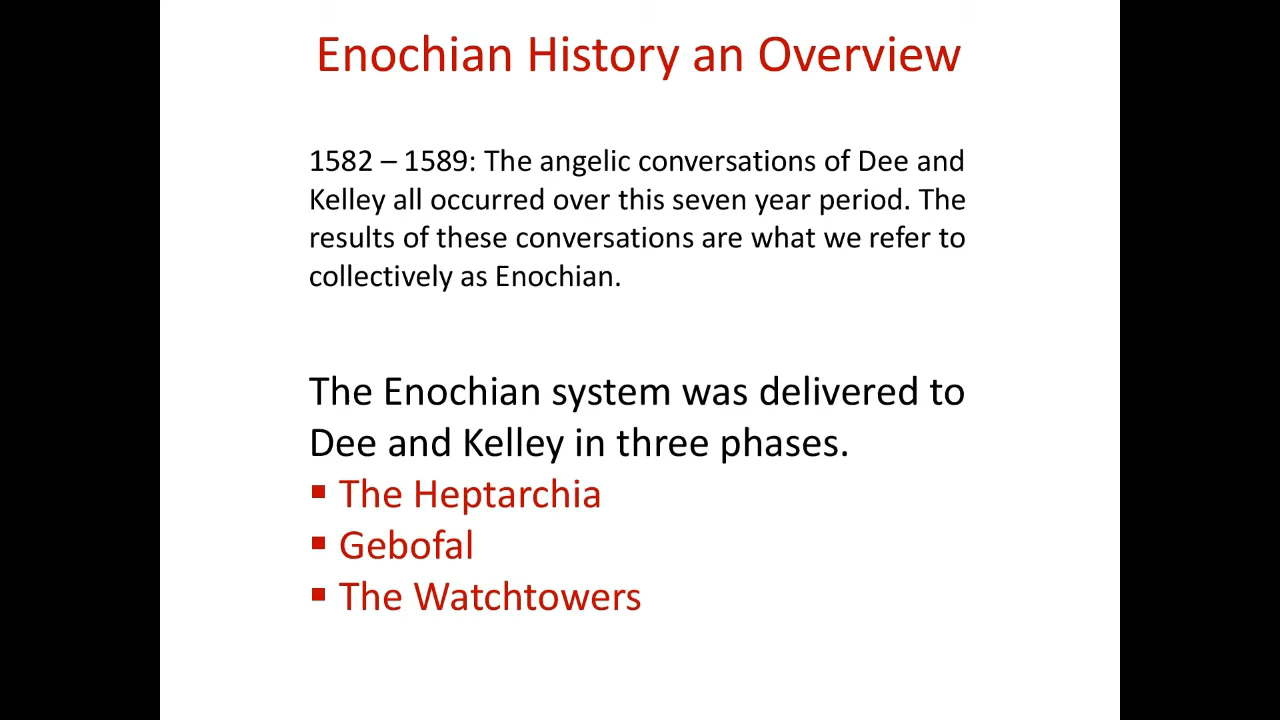 Enochian History an Overview
1582 – 1589: The angelic conversations of Dee and
Kelley all occurred over this seven year period. The
results of these conversations are what we refer to
collectively as Enochian.
The Enochian system was delivered to
Dee and Kelley in three phases.
▪ The Heptarchia
▪ Gebofal
▪ The Watchtowers